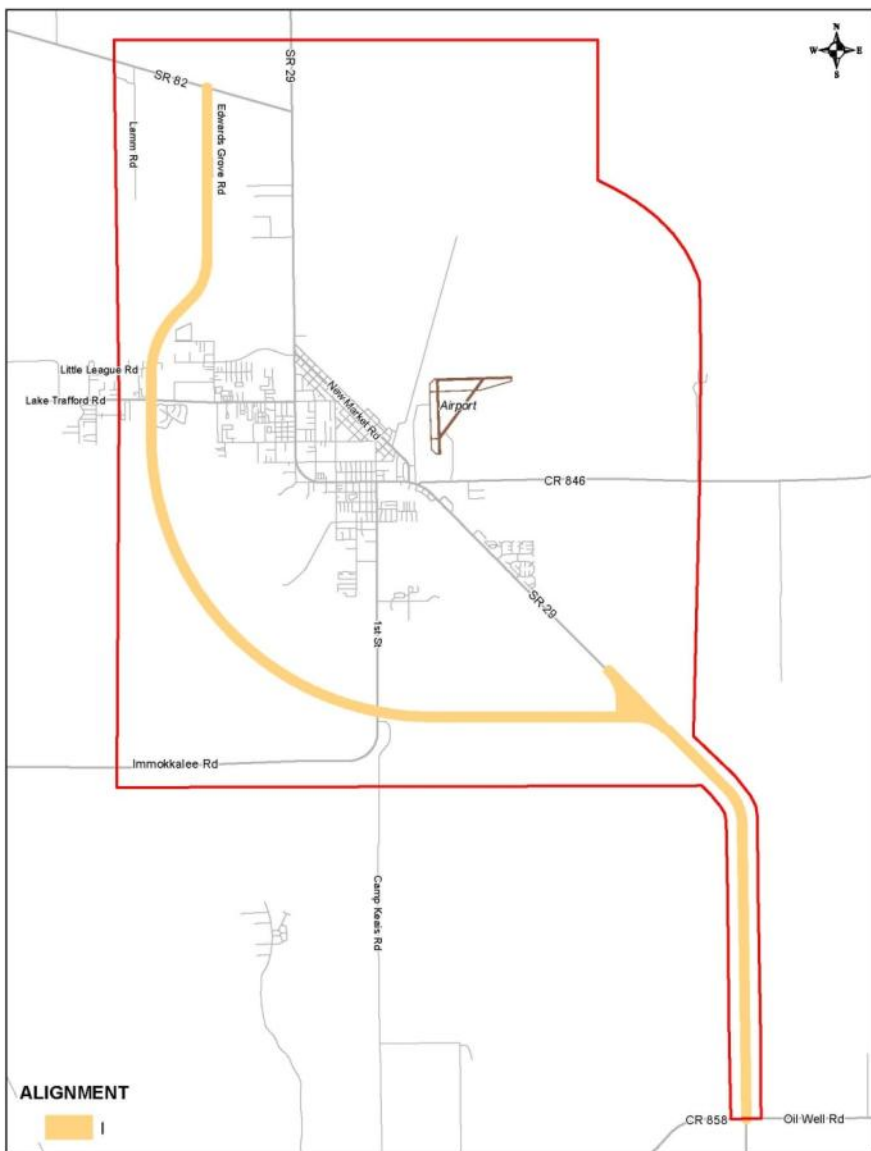 N
W E
S
SR 82
SR 29
Lamm Rd
Edwards Grove Rd
Little League Rd
Lake Trafford Rd
New Market Rd
Airport
CR 846
SR 29
1st St
Immokkalee Rd
Camp Keais Rd
ALIGNMENT
I
CR 858
Oil Well Rd